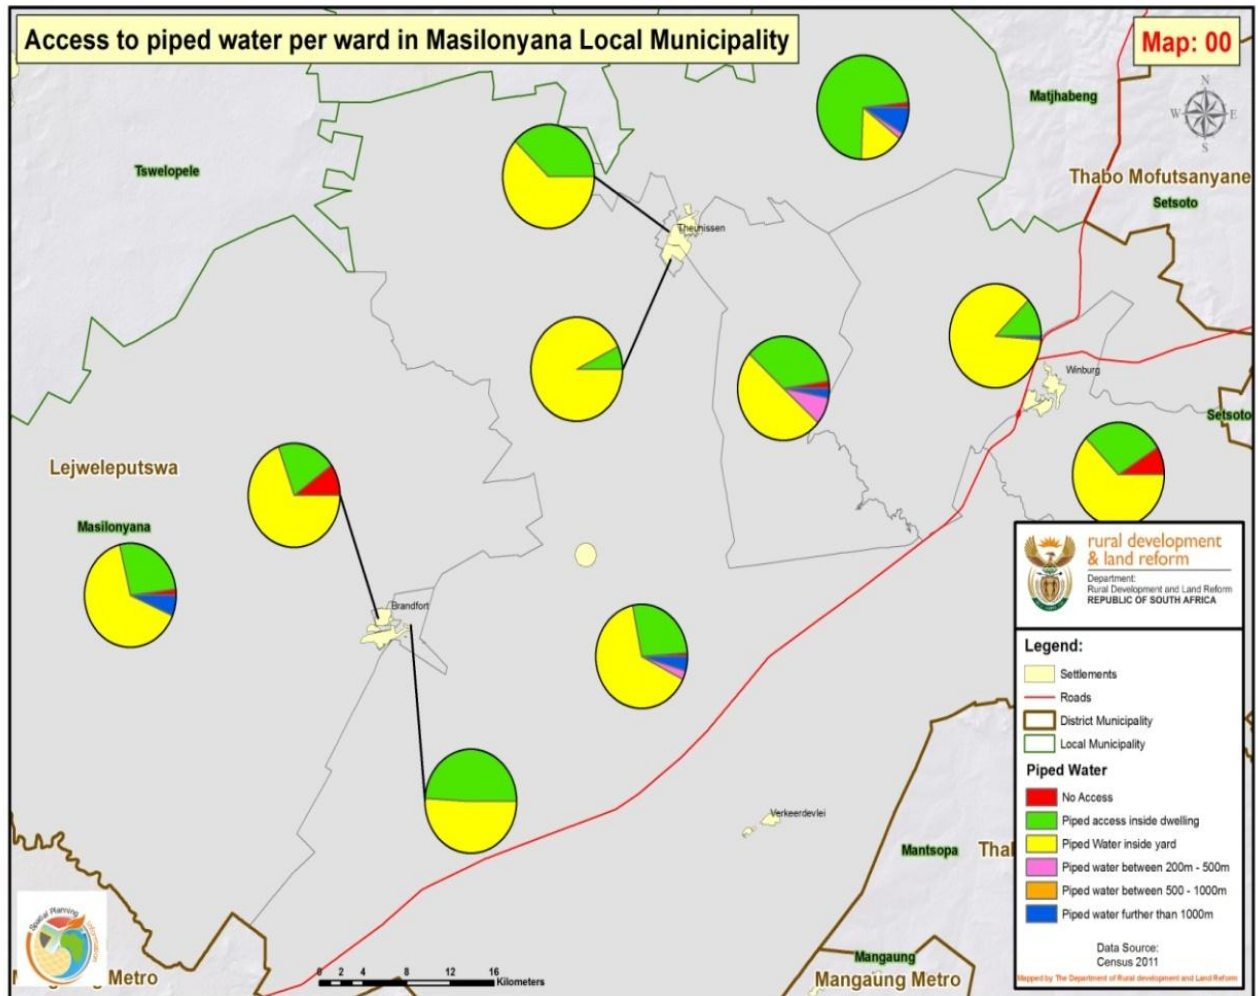 Access to piped water per ward in Masilonyana Local Municipality
Map: 00
Matjhabeng
N
W
E
S
Tswelopele
Thabo Mofutsanyane
Setsoto
Theunissen
Winburg
Setsoto
Lejweleputswa
Masilonyana
Brandfort
Verkeerdevlei
Mantsopa
Tha
Mangaung
Mangaung Metro
Metro
Spatial Planning
Information
0 2 4 8 12 16
Kilometers
rural development
& land reform
Department:
Rural Development and Land Reform
REPUBLIC OF SOUTH AFRICA
Legend:
Settlements
Roads
District Municipality
Local Municipality
Piped Water
No Access
Piped access inside dwelling
Piped Water inside yard
Piped water between 200m - 500m
Piped water between 500 - 1000m
Piped water further than 1000m
Data Source:
Census 2011
Mapped by The Department of Rural development and Land Reform